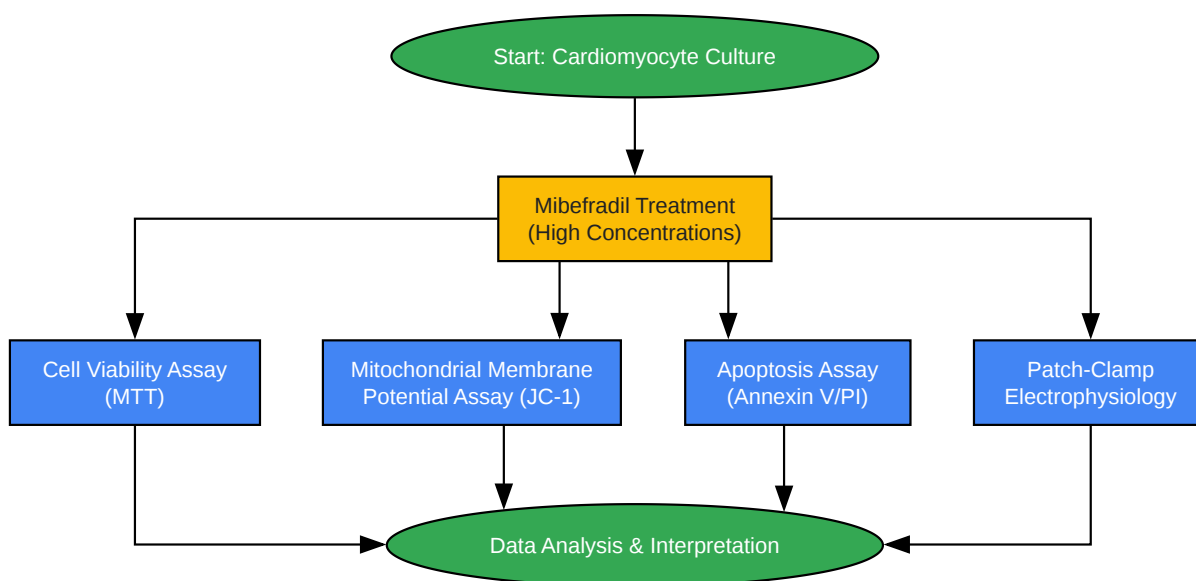 Start: Cardiomyocyte Culture
Mibefradil Treatment
(High Concentrations)
Cell Viability Assay
(MTT)
Mitochondrial Membrane
Potential Assay (JC-1)
Apoptosis Assay
(Annexin V/PI)
Patch-Clamp
Electrophysiology
Data Analysis & Interpretation